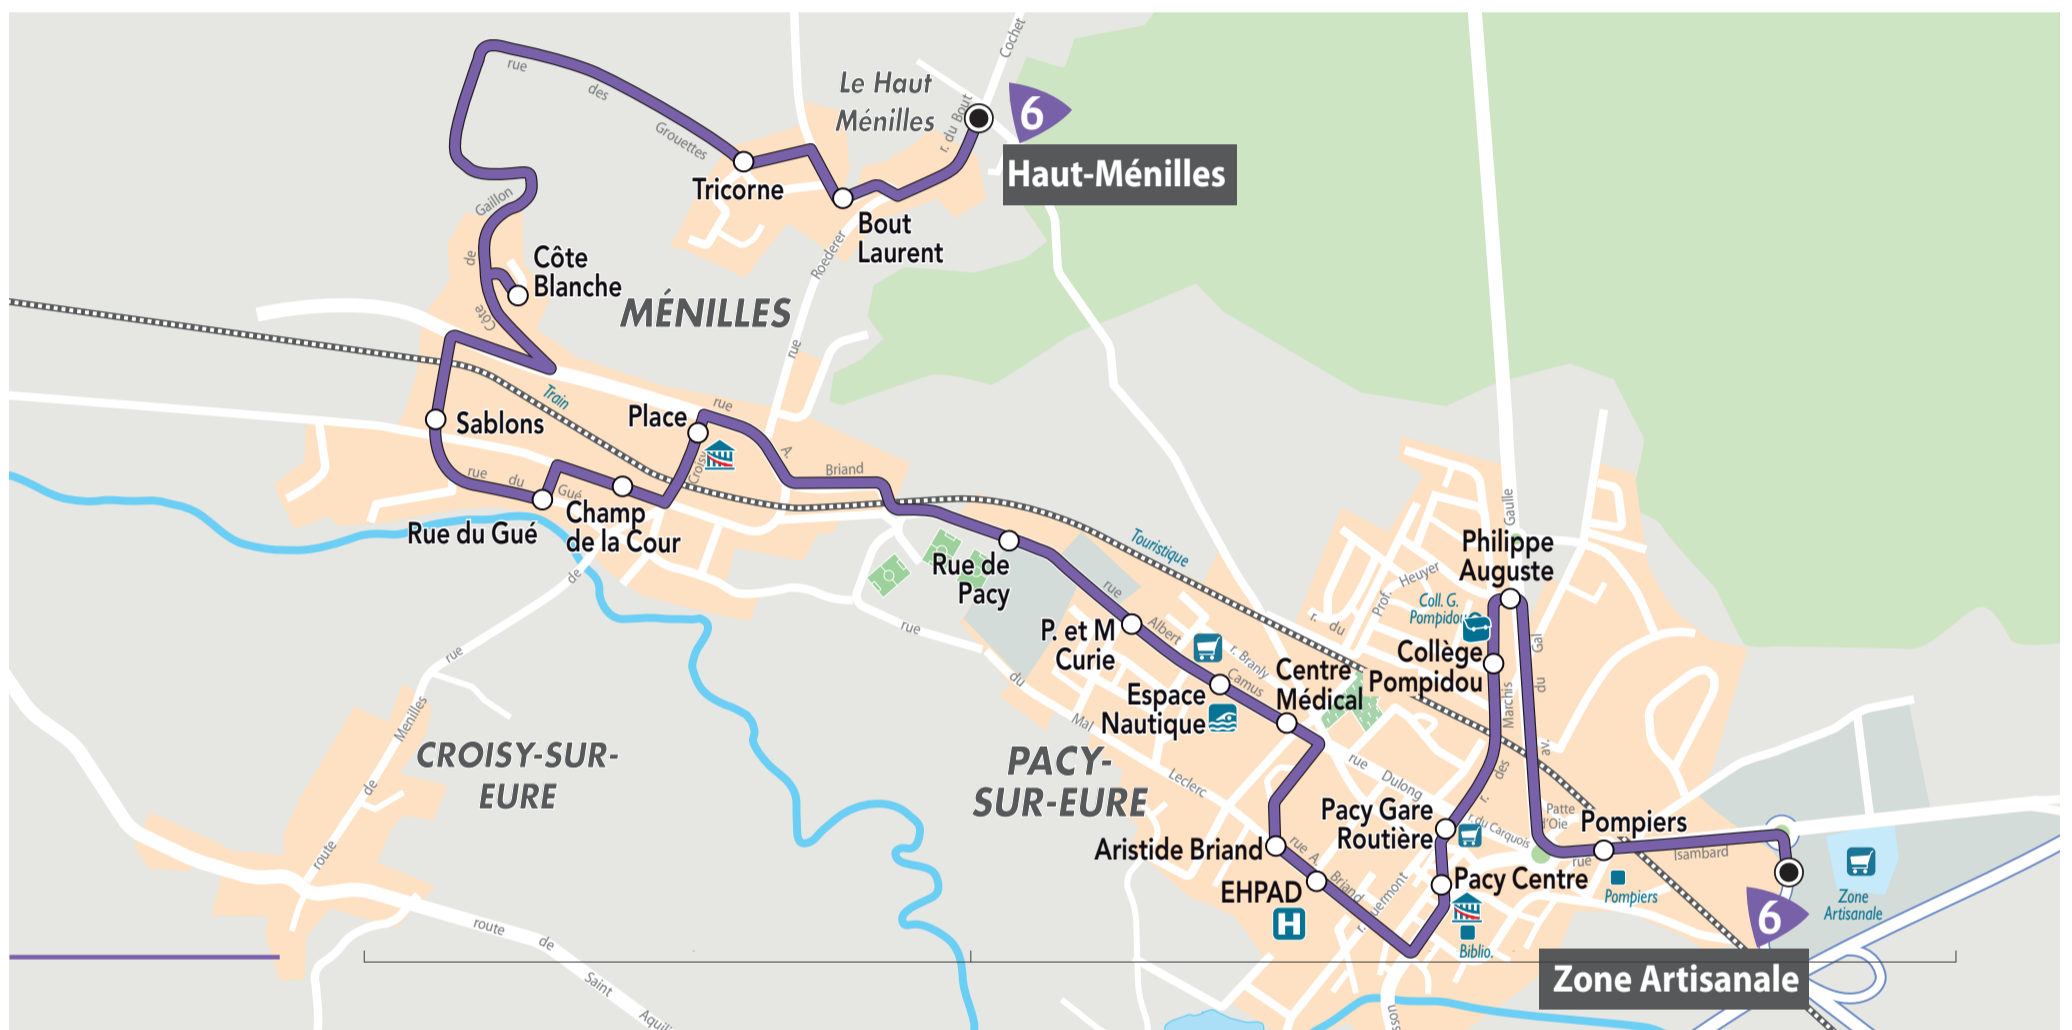 Cochet
rue
des
Grouettes
Le Haut
Ménilles
r. du Bout
6
Haut-Ménilles
Tricorne
Bout
Laurent
Gaillon
de
Côte
Côte
Blanche
MÉNILLES
Roederer
rue
Train
Sablons
Place
rue
A.
Briand
Croisy
rue
du
Gué
Rue du Gué
Champ
de la Cour
Rue de
Pacy
Touristique
de
rue
Menilles
de
route
CROISY-SUR-
EURE
route
de
Saint
rue
du
Mal
Leclerc
PACY-
SUR-EURE
rue
Albert
Camus
P. et M
Curie
r. Branly
Espace
Nautique
Centre
Médical
Gaulle
Philippe
Auguste
Heuyer
Prof.
r. du
Coll. G.
Collège
Pompidou
Gal
du
av.
Marchis
des
r.
rue
Dulong
r. du Carquois
Pacy Gare
Routière
Patte
d'Oie
Pompiers
rue
Isambard
Pompiers
Aristide Briand
rue A.
Briand
EHPAD
H
Pacy Centre
Biblio.
Zone
Artisanale
6
Zone Artisanale